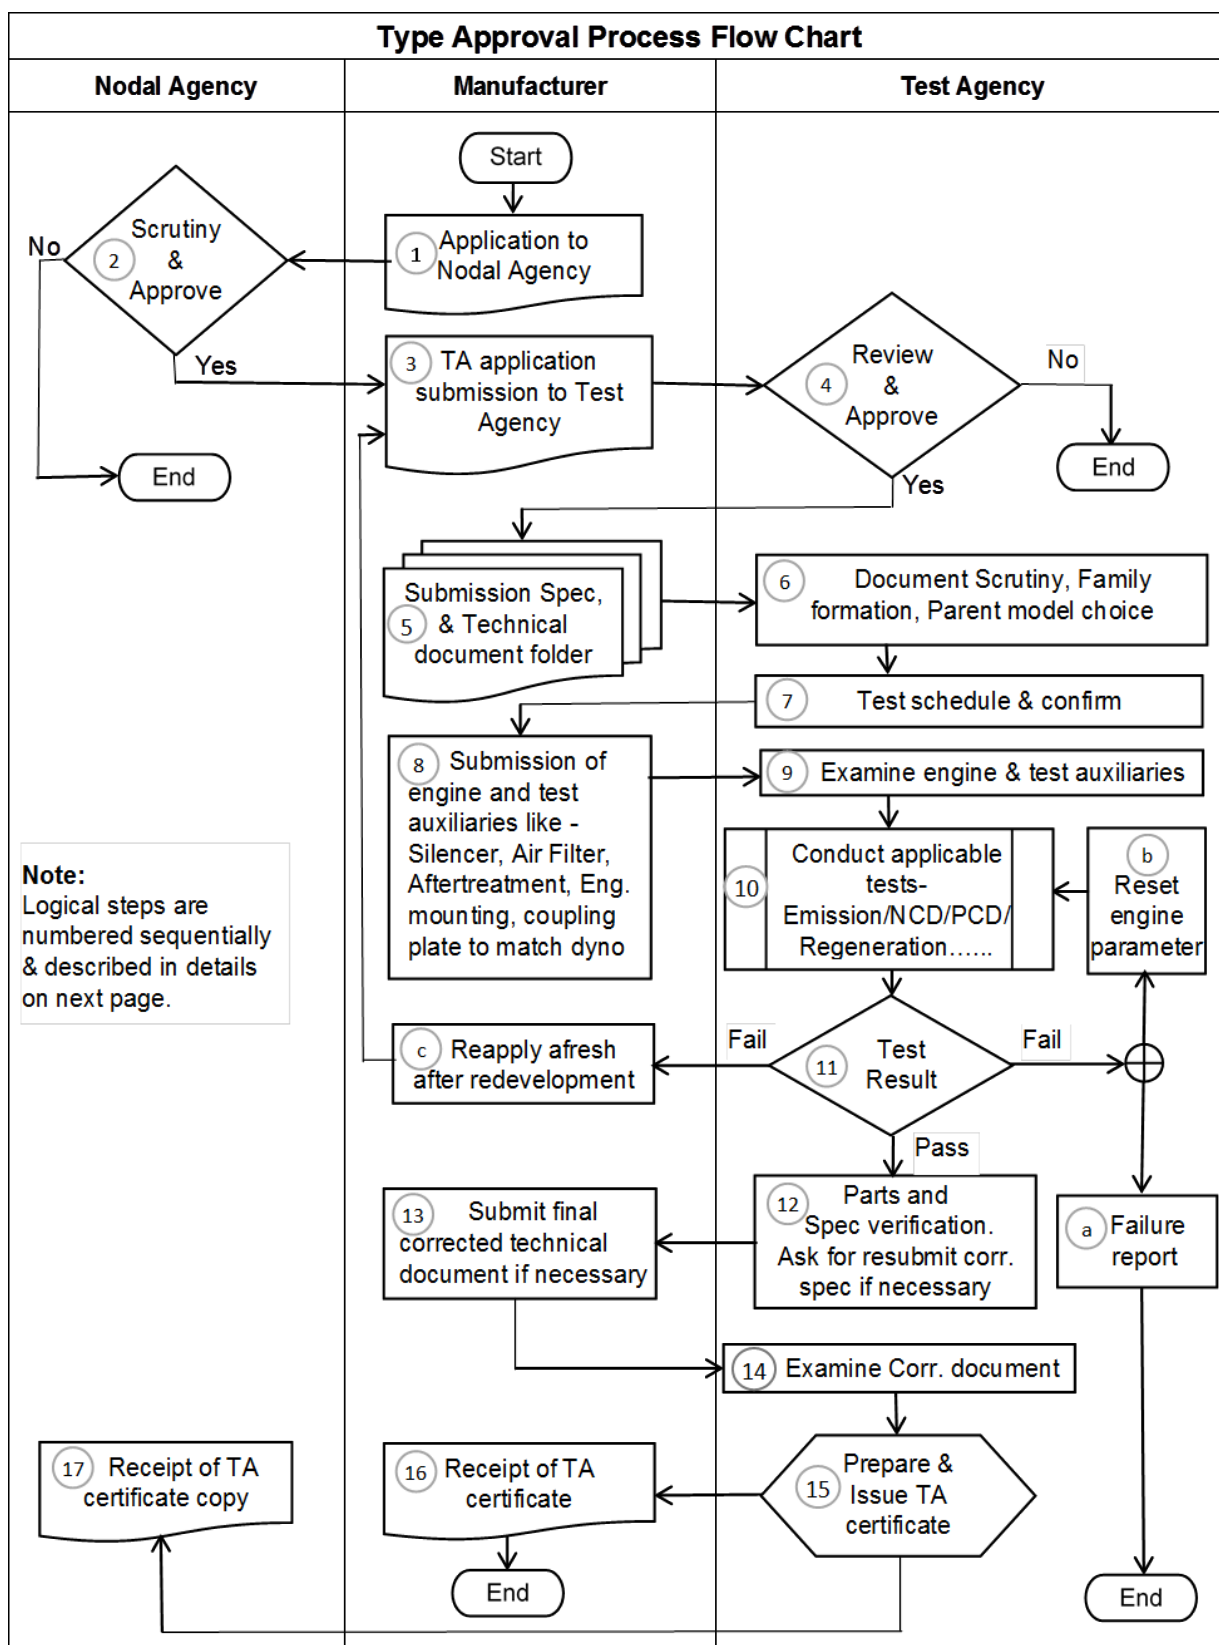 Type Approval Process Flow Chart
Nodal Agency
Manufacturer
Test Agency
Start
1
Application to
Nodal Agency
No
2
Scrutiny
&
Approve
Yes
End
3
TA application
submission to Test
Agency
4
Review
&
Approve
No
End
Yes
5
Submission Spec,
& Technical
document folder
6
Document Scrutiny, Family
formation, Parent model choice
7
Test schedule & confirm
8
Submission of
engine and test
auxiliaries like -
Silencer, Air Filter,
Aftertreatment, Eng.
mounting, coupling
plate to match dyno
9
Examine engine & test auxiliaries
10
Conduct applicable
tests-
Emission/NCD/PCD/
Regeneration......
b
Reset
engine
parameter
Note:
Logical steps are
numbered sequentially
& described in details
on next page.
c
Reapply afresh
after redevelopment
Fail
11
Test
Result
Fail
Pass
12
Parts and
Spec verification.
Ask for resubmit corr.
spec if necessary
13
Submit final
corrected technical
document if necessary
a
Failure
report
14
Examine Corr. document
15
Prepare &
Issue TA
certificate
16
Receipt of TA
certificate
17
Receipt of TA
certificate copy
End
End